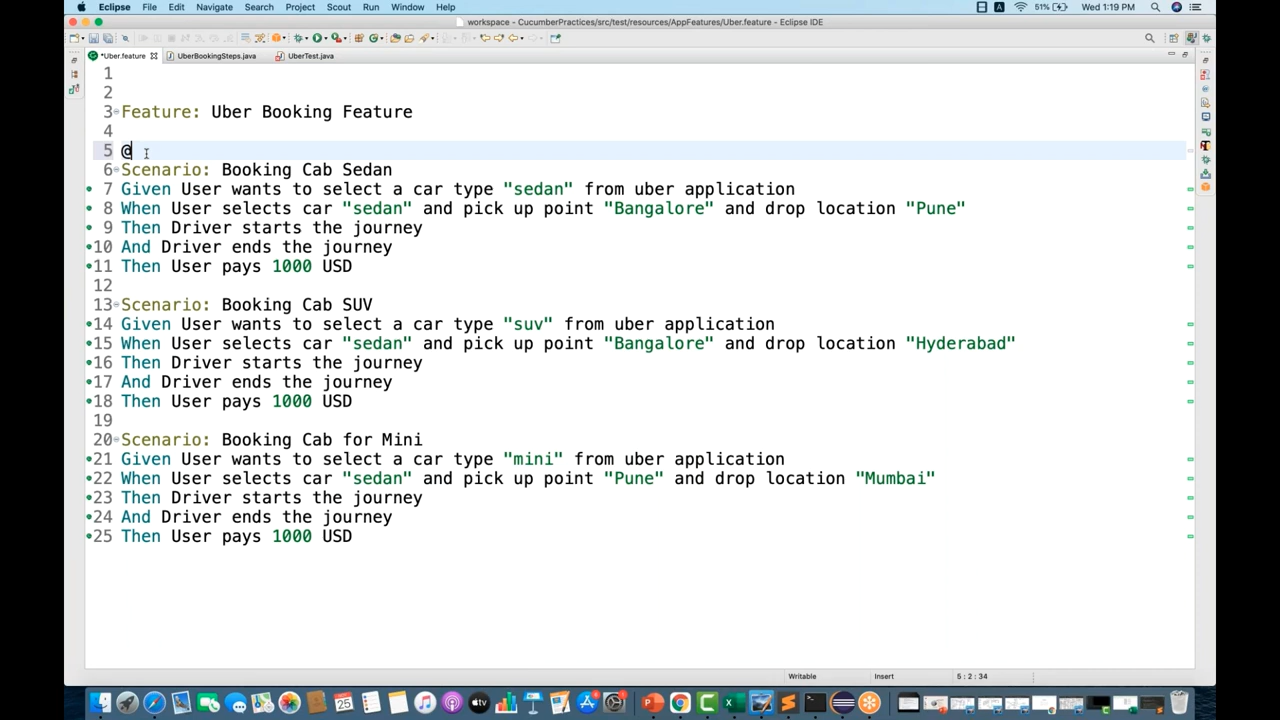 Eclipse File Edit Navigate Search Project Scout Run Window Help 51% Wed 1:19 PM
workspace - CucumberPractices/src/test/resources/AppFeatures/Uber.feature - Eclipse IDE
*Uber.feature UberBookingSteps.java UberTest.java
1
2
3 Feature: Uber Booking Feature
4
5 @
6 Scenario: Booking Cab Sedan
7 Given User wants to select a car type "sedan" from uber application
8 When User selects car "sedan" and pick up point "Bangalore" and drop location "Pune"
9 Then Driver starts the journey
10 And Driver ends the journey
11 Then User pays 1000 USD
12
13 Scenario: Booking Cab SUV
14 Given User wants to select a car type "suv" from uber application
15 When User selects car "sedan" and pick up point "Bangalore" and drop location "Hyderabad"
16 Then Driver starts the journey
17 And Driver ends the journey
18 Then User pays 1000 USD
19
20 Scenario: Booking Cab for Mini
21 Given User wants to select a car type "mini" from uber application
22 When User selects car "sedan" and pick up point "Pune" and drop location "Mumbai"
23 Then Driver starts the journey
24 And Driver ends the journey
25 Then User pays 1000 USD
Writable Insert 5 : 2 : 34